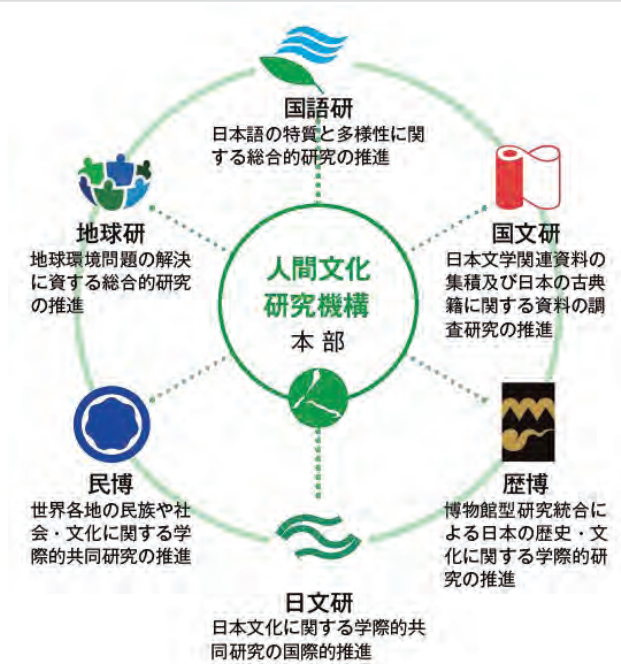 国語研
日本語の特質と多様性に関
する総合的研究の推進
地球研
地球環境問題の解決
に資する総合的研究
の推進
国文研
日本文学関連資料の
集積及び日本の古典
籍に関する資料の調
査研究の推進
人間文化
研究機構
本部
民博
世界各地の民族や社
会・文化に関する学
際的共同研究の推進
歴博
博物館型研究統合に
よる日本の歴史・文
化に関する学際的研
究の推進
日文研
日本文化に関する学際的共
同研究の国際的推進